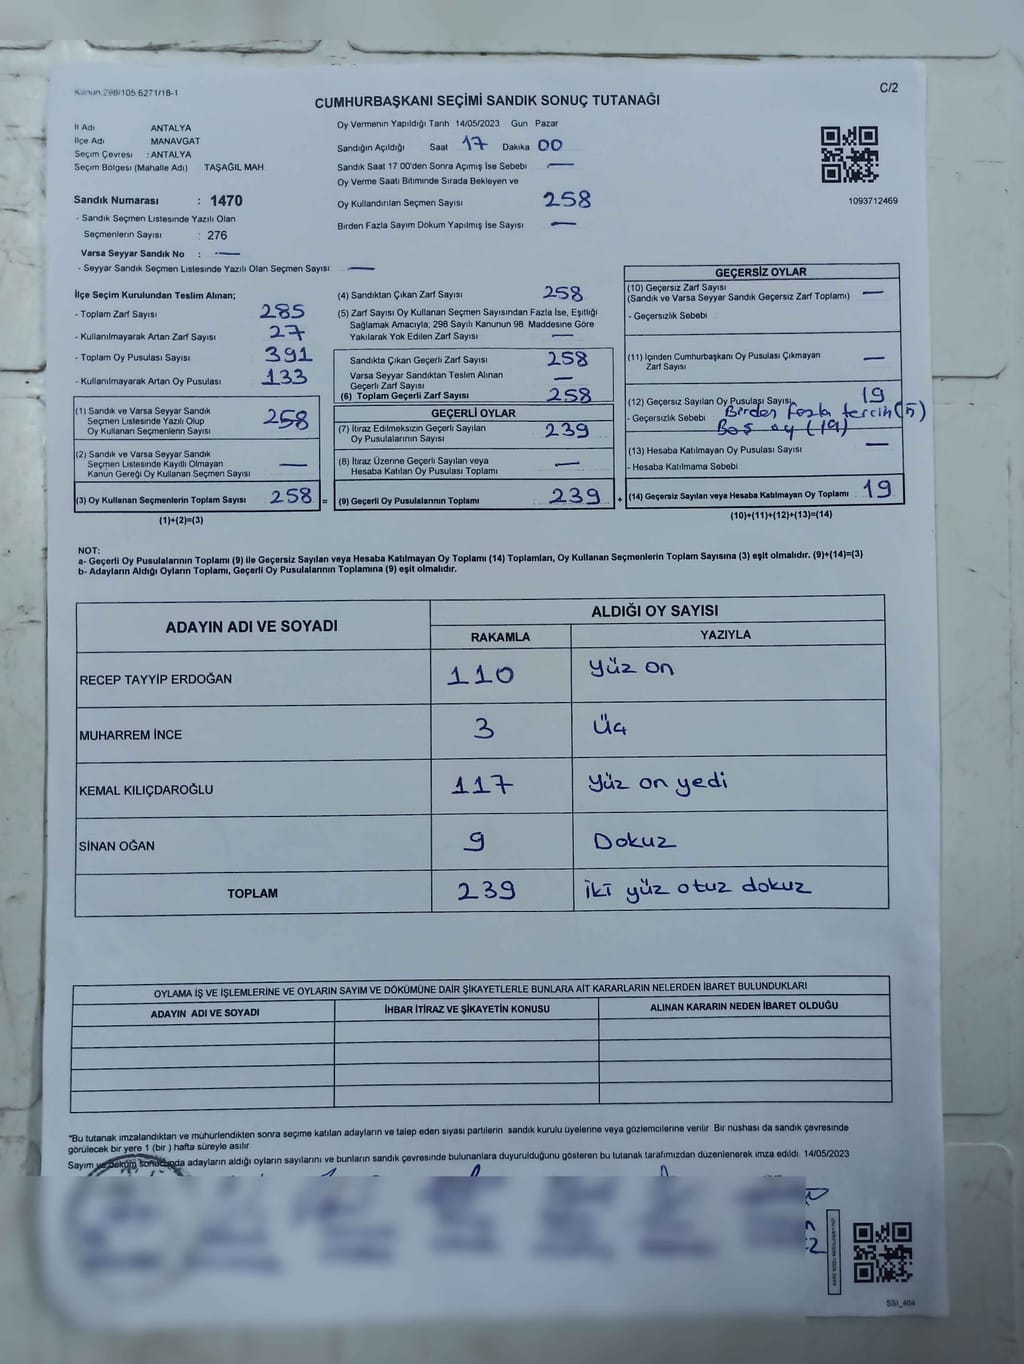 Kanun.298/105.6271/18-1
C/2
CUMHURBAŞKANI SEÇİMİ SANDIK SONUÇ TUTANAĞI
İl Adı ANTALYA
İlçe Adı MANAVGAT
Seçim Çevresi : ANTALYA
Seçim Bölgesi (Mahalle Adı) TAŞAĞIL MAH
Sandık Numarası : 1470
- Sandık Seçmen Listesinde Yazılı Olan
Seçmenlerin Sayısı : 276
Varsa Seyyar Sandık No : —
- Seyyar Sandık Seçmen Listesinde Yazılı Olan Seçmen Sayısı: —
Oy Vermenin Yapıldığı Tarih 14/05/2023 Gün Pazar
Sandığın Açıldığı Saat 17 Dakika 00
Sandık Saat 17 00'den Sonra Açımış İse Sebebi —
Oy Verme Saati Bitiminde Sırada Bekleyen ve
Oy Kullandırılan Seçmen Sayısı 258
Birden Fazla Sayım Döküm Yapılmış İse Sayısı —
1093712469
İlçe Seçim Kurulundan Teslim Alınan;
- Toplam Zarf Sayısı 285
- Kullanılmayarak Artan Zarf Sayısı 27
- Toplam Oy Pusulası Sayısı 391
- Kullanılmayarak Artan Oy Pusulası 133
(1) Sandık ve Varsa Seyyar Sandık
Seçmen Listesinde Yazılı Olup
Oy Kullanan Seçmenlerin Sayısı 258
(2) Sandık ve Varsa Seyyar Sandık
Seçmen Listesinde Kayıtlı Olmayan
Kanun Gereği Oy Kullanan Seçmen Sayısı —
(3) Oy Kullanan Seçmenlerin Toplam Sayısı 258 =
(1)+(2)=(3)
(4) Sandıktan Çıkan Zarf Sayısı 258
(5) Zarf Sayısı Oy Kullanan Seçmen Sayısından Fazla İse, Eşitliği
Sağlamak Amacıyla, 298 Sayılı Kanunun 98. Maddesine Göre
Yakılarak Yok Edilen Zarf Sayısı —
Sandıkta Çıkan Geçerli Zarf Sayısı 258
Varsa Seyyar Sandıktan Teslim Alınan
Geçerli Zarf Sayısı —
(6) Toplam Geçerli Zarf Sayısı 258
GEÇERLİ OYLAR
(7) İtiraz Edilmeksizin Geçerli Sayılan
Oy Pusulalarının Sayısı 239
(8) İtiraz Üzerine Geçerli Sayılan veya
Hesaba Katılan Oy Pusulası Toplamı —
(9) Geçerli Oy Pusulalarının Toplamı : 239 +
GEÇERSİZ OYLAR
(10) Geçersiz Zarf Sayısı —
(Sandık ve Varsa Seyyar Sandık Geçersiz Zarf Toplamı)
- Geçersizlik Sebebi :
(11) İçinden Cumhurbaşkanı Oy Pusulası Çıkmayan
Zarf Sayısı —
(12) Geçersiz Sayılan Oy Pusulası Sayısı 19
- Geçersizlik Sebebi Birden fazla tercih
Boş oy
(13) Hesaba Katılmayan Oy Pusulası Sayısı —
- Hesaba Katılmama Sebebi
(14) Geçersiz Sayılan veya Hesaba Katılmayan Oy Toplamı : 19
(10)+(11)+(12)+(13)=(14)
NOT:
a- Geçerli Oy Pusulalarının Toplamı (9) ile Geçersiz Sayılan veya Hesaba Katılmayan Oy Toplamı (14) Toplamları, Oy Kullanan Seçmenlerin Toplam Sayısına (3) eşit olmalıdır. (9)+(14)=(3)
b- Adayların Aldığı Oyların Toplamı, Geçerli Oy Pusulalarının Toplamına (9) eşit olmalıdır.
ADAYIN ADI VE SOYADI
ALDIĞI OY SAYISI
RAKAMLA YAZIYLA
RECEP TAYYİP ERDOĞAN 110 Yüz on
MUHARREM İNCE 3 Üç
KEMAL KILIÇDAROĞLU 117 Yüz on yedi
SİNAN OĞAN 9 Dokuz
TOPLAM 239 İki yüz otuz dokuz
OYLAMA İŞ VE İŞLEMLERİNE VE OYLARIN SAYIM VE DÖKÜMÜNE DAİR ŞİKAYETLERLE BUNLARA AİT KARARLARIN NELERDEN İBARET BULUNDUKLARI
ADAYIN ADI VE SOYADI İHBAR İTİRAZ VE ŞİKAYETİN KONUSU ALINAN KARARIN NEDEN İBARET OLDUĞU
*Bu tutanak imzalandıktan ve mühürlendikten sonra seçime katılan adayların ve talep eden siyasi partilerin sandık kurulu üyelerine veya gözlemcilerine verilir. Bir nüshası da sandık çevresinde
görülecek bir yere 1 (bir ) hafta süreyle asılır.
Sayım ve döküm sonucunda adayların aldığı oyların sayılarını ve bunların sandık çevresinde bulunanlara duyurulduğunu gösteren bu tutanak tarafımızdan düzenlenerek imza edildi. 14/05/2023
SSI_404